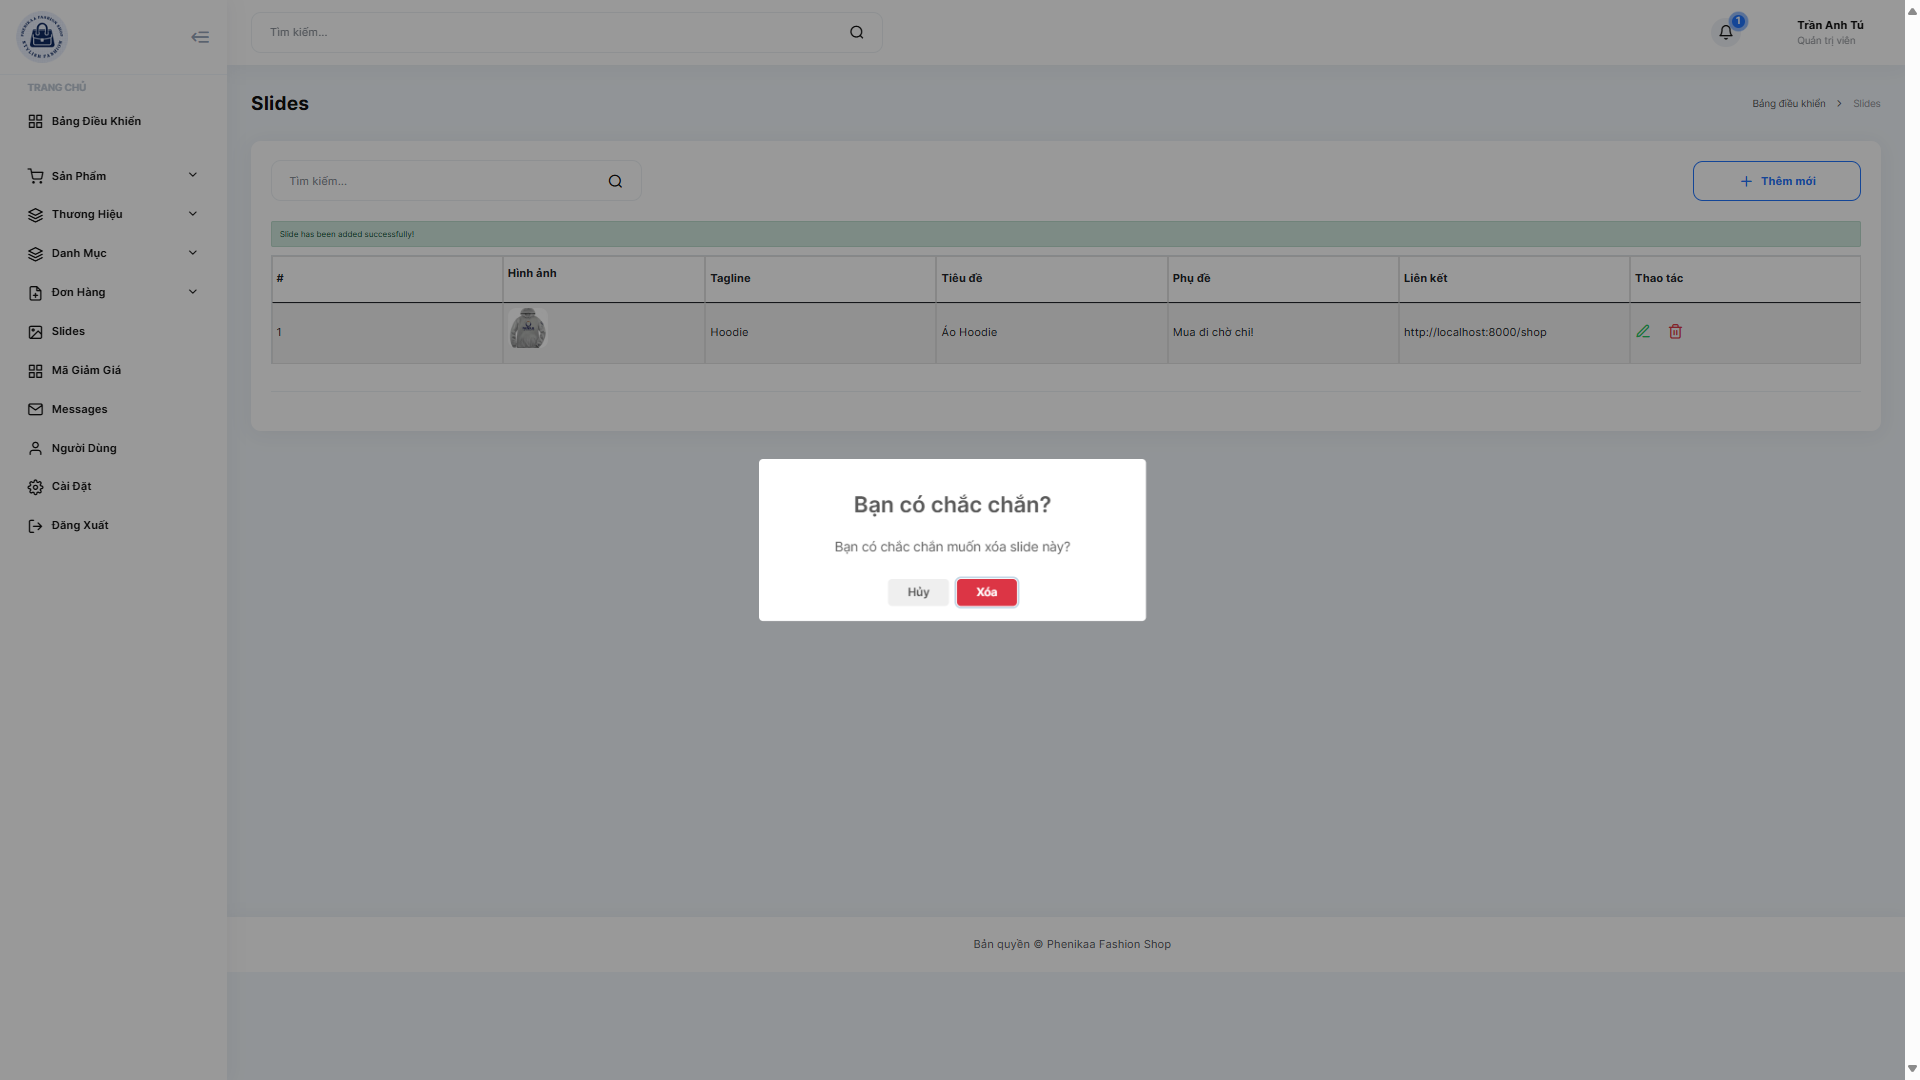 Tìm kiếm...
1
Trần Anh Tú
Quản trị viên
TRANG CHỦ
Bảng Điều Khiển
Sản Phẩm
Thương Hiệu
Danh Mục
Đơn Hàng
Slides
Mã Giảm Giá
Messages
Người Dùng
Cài Đặt
Đăng Xuất
Slides
Bảng điều khiển > Slides
Tìm kiếm...
+ Thêm mới
Slide has been added successfully!
# Hình ảnh Tagline Tiêu đề Phụ đề Liên kết Thao tác
1 Hoodie Áo Hoodie Mua đi chờ chi! http://localhost:8000/shop
Bạn có chắc chắn?
Bạn có chắc chắn muốn xóa slide này?
Hủy Xóa
Bản quyền © Phenikaa Fashion Shop